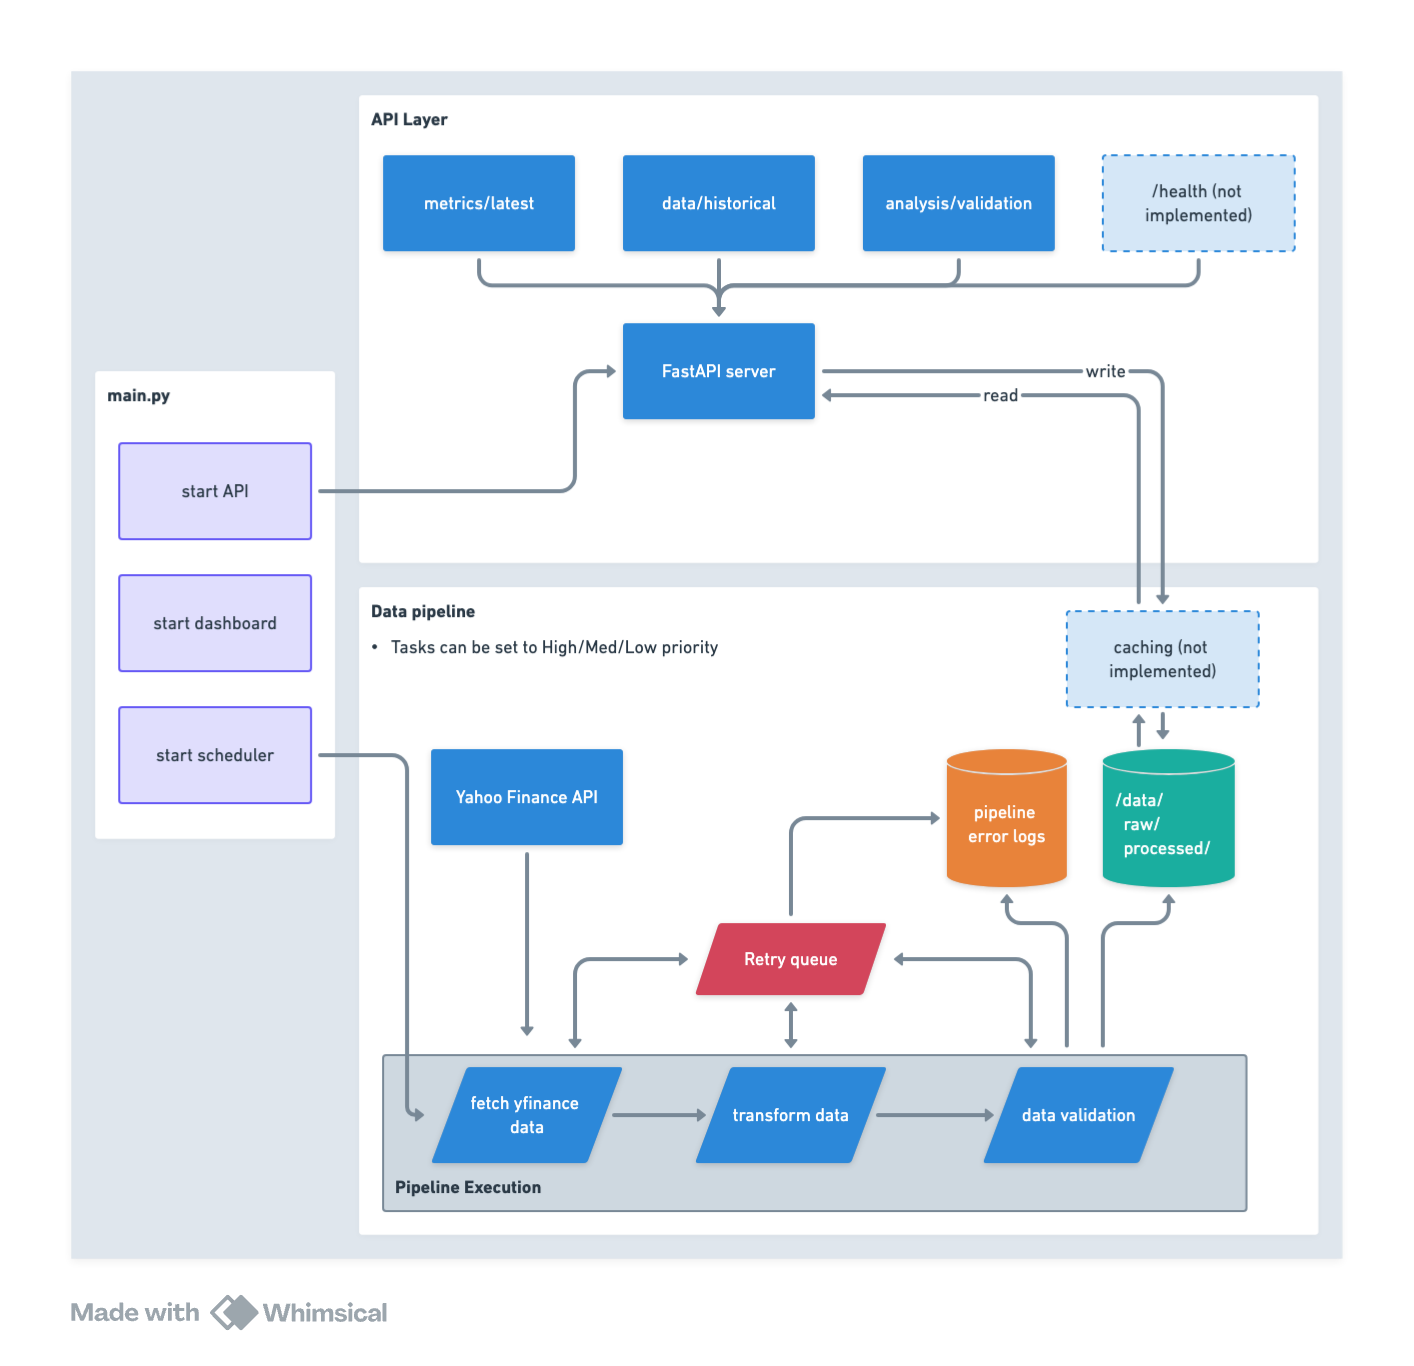 API Layer
metrics/latest
data/historical
analysis/validation
/health (not
implemented)
FastAPI server
write
read
main.py
start API
start dashboard
start scheduler
Data pipeline
• Tasks can be set to High/Med/Low priority
caching (not
implemented)
Yahoo Finance API
pipeline
error logs
/data/
raw/
processed/
Retry queue
fetch yfinance
data
transform data
data validation
Pipeline Execution
Made with Whimsical